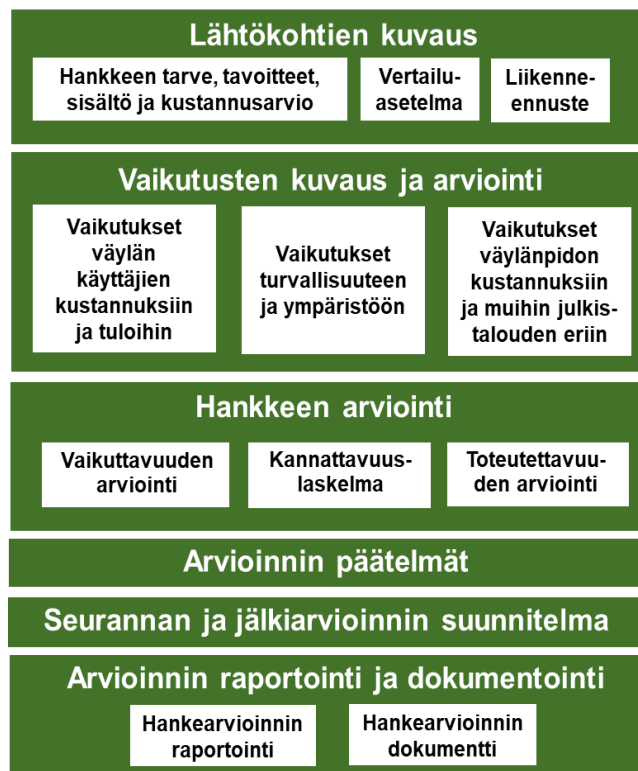 Lähtökohtien kuvaus
Hankkeen tarve, tavoitteet,
sisältö ja kustannusarvio
Vertailu-
asetelma
Liikenne-
ennuste
Vaikutusten kuvaus ja arviointi
Vaikutukset
väylän
käyttäjien
kustannuksiin
ja tuloihin
Vaikutukset
turvallisuuteen
ja ympäristöön
Vaikutukset
väylänpidon
kustannuksiin
ja muihin julkis-
talouden eriin
Hankkeen arviointi
Vaikuttavuuden
arviointi
Kannattavuus-
laskelma
Toteutettavuu-
den arviointi
Arvioinnin päätelmät
Seurannan ja jälkiarvioinnin suunnitelma
Arvioinnin raportointi ja dokumentointi
Hankearvioinnin
raportointi
Hankearvioinnin
dokumentti